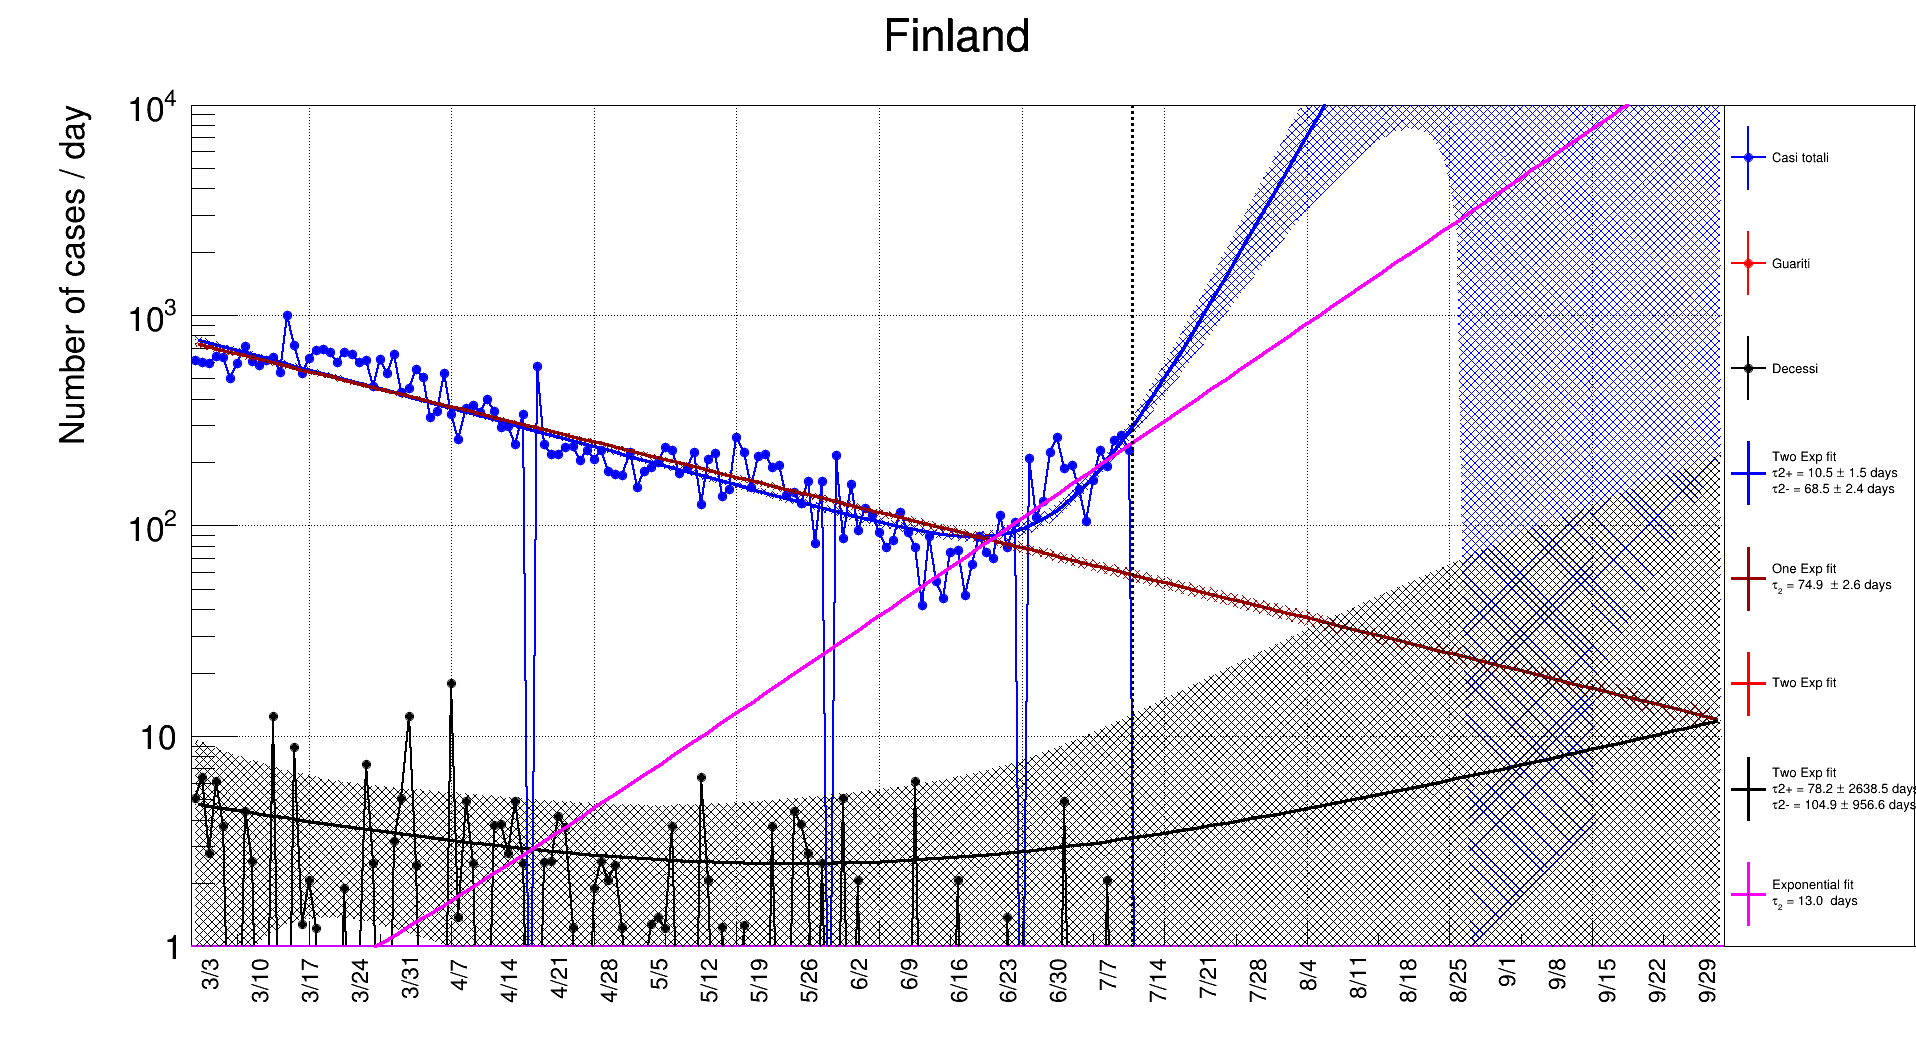 Finland
Number of cases / day
10^4
10^3
10^2
10
1
3/3
3/10
3/17
3/24
3/31
4/7
4/14
4/21
4/28
5/5
5/12
5/19
5/26
6/2
6/9
6/16
6/23
6/30
7/7
7/14
7/21
7/28
8/4
8/11
8/18
8/25
9/1
9/8
9/15
9/22
9/29
Casi totali
Guariti
Decessi
Two Exp fit
τ2+ = 10.5 ± 1.5 days
τ2- = 68.5 ± 2.4 days
One Exp fit
τ₂ = 74.9 ± 2.6 days
Two Exp fit
Two Exp fit
τ2+ = 78.2 ± 2638.5 days
τ2- = 104.9 ± 956.6 days
Exponential fit
τ₂ = 13.0 days